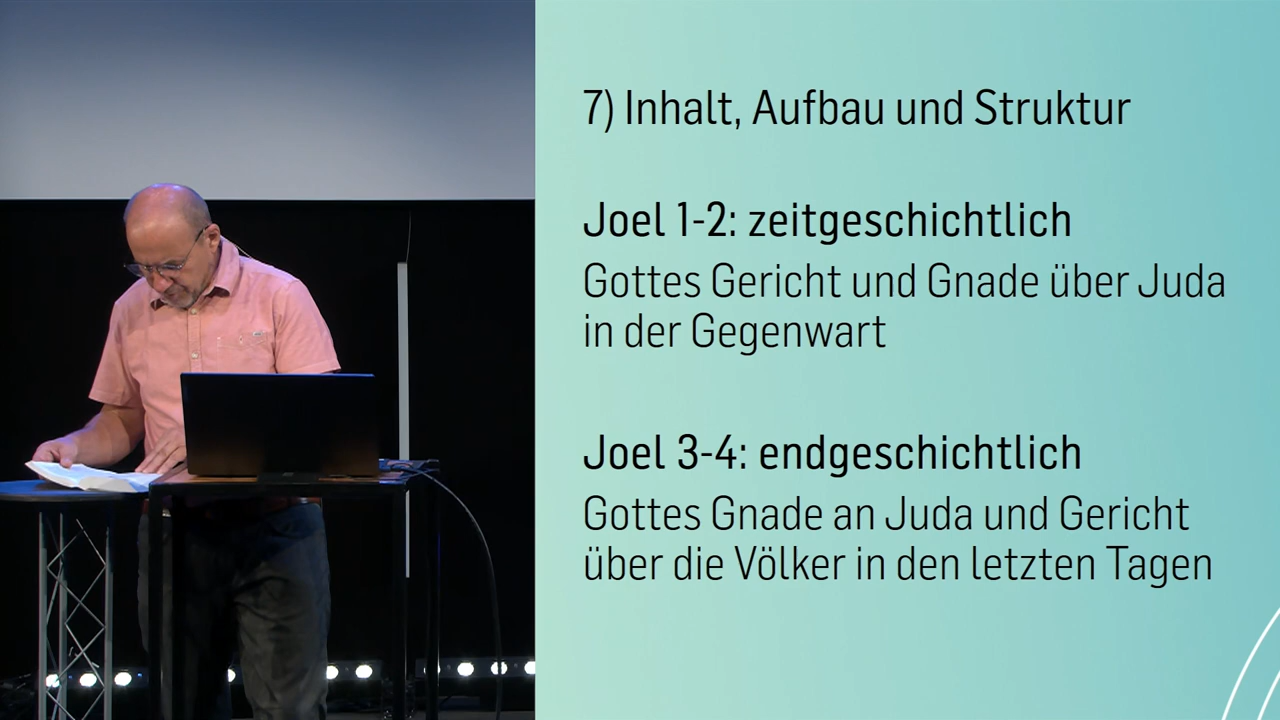 7) Inhalt, Aufbau und Struktur
Joel 1-2: zeitgeschichtlich
Gottes Gericht und Gnade über Juda
in der Gegenwart
Joel 3-4: endgeschichtlich
Gottes Gnade an Juda und Gericht
über die Völker in den letzten Tagen